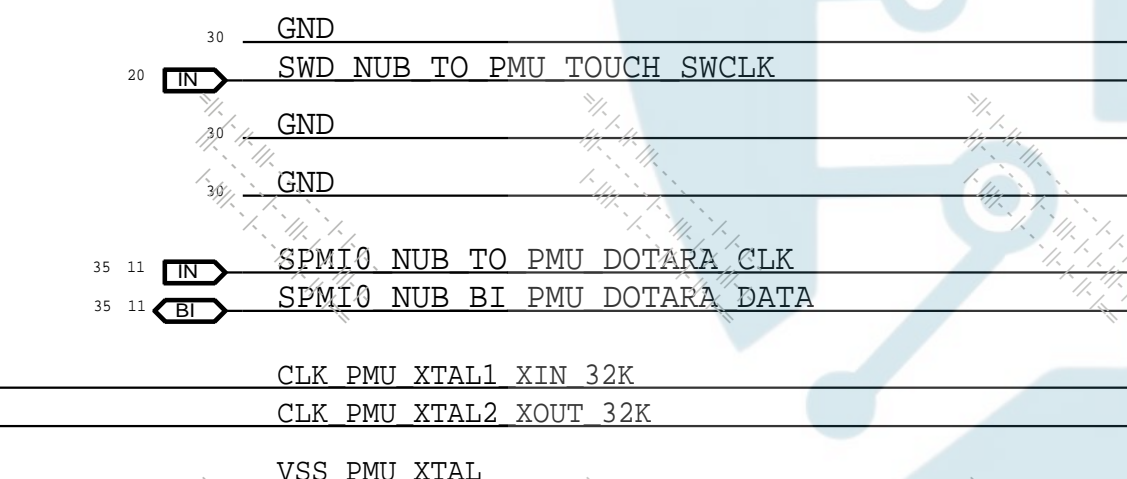 30 GND
20 IN SWD_NUB_TO_PMU_TOUCH_SWCLK
30 GND
30 GND
35 11 IN SPMI0_NUB_TO_PMU_DOTARA_CLK
35 11 BI SPMI0_NUB_BI_PMU_DOTARA_DATA
CLK_PMU_XTAL1_XIN_32K
CLK_PMU_XTAL2_XOUT_32K
VSS_PMU_XTAL